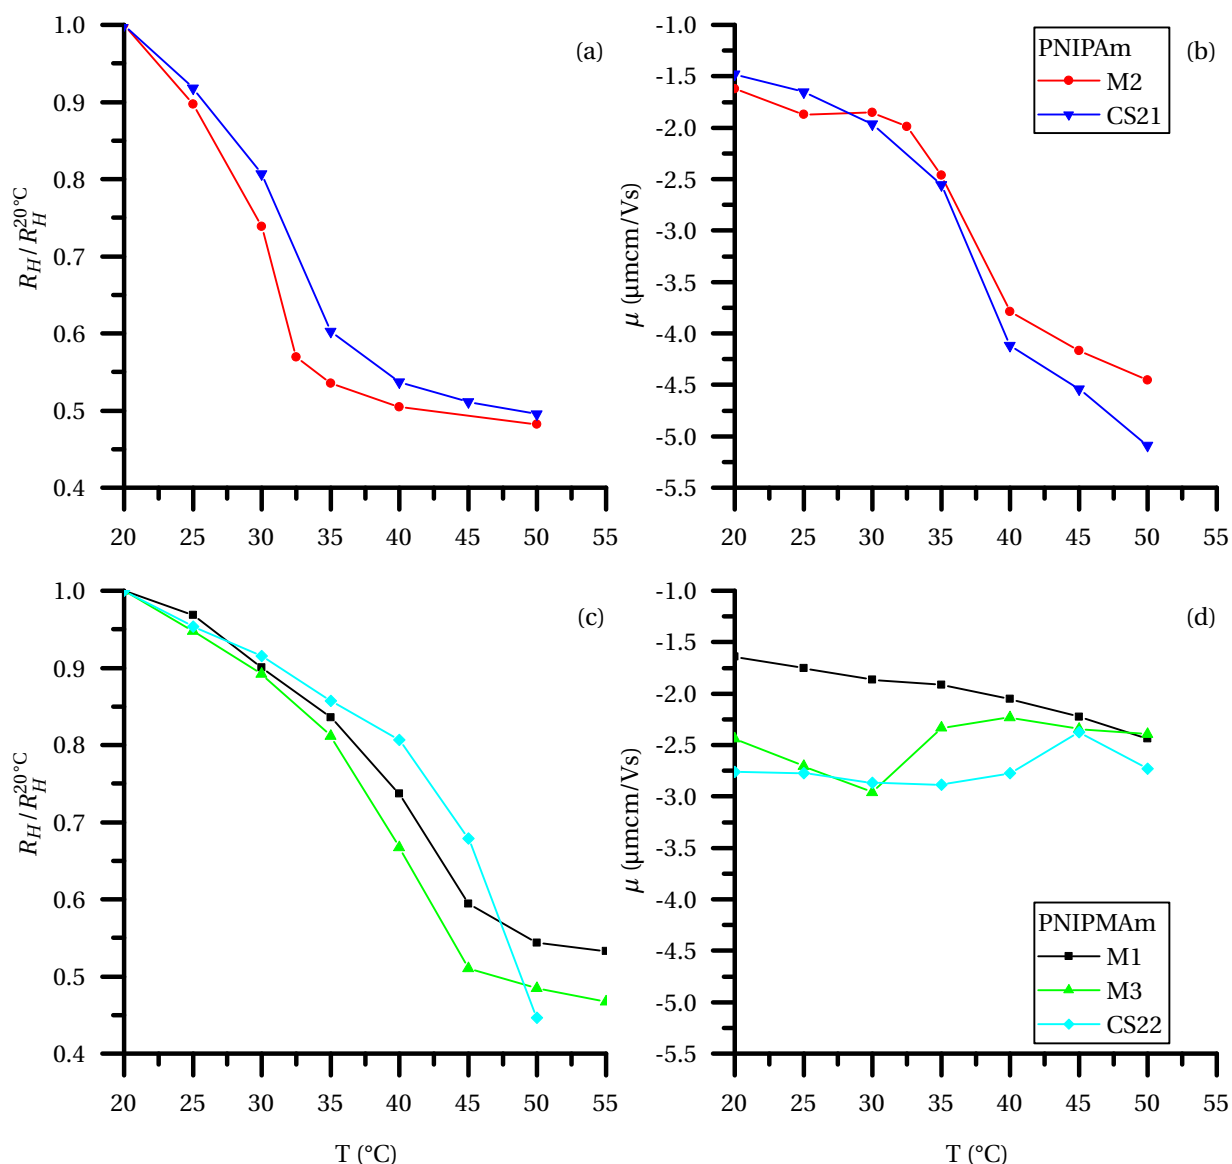 (a)
1.0
0.9
0.8
0.7
0.6
0.5
0.4
R_H/R_H^{20°C}
20 25 30 35 40 45 50 55
(b)
PNIPAm
M2
CS21
-1.0
-1.5
-2.0
-2.5
-3.0
-3.5
-4.0
-4.5
-5.0
-5.5
μ (μmcm/Vs)
20 25 30 35 40 45 50 55
(c)
1.0
0.9
0.8
0.7
0.6
0.5
0.4
R_H/R_H^{20°C}
20 25 30 35 40 45 50 55
T (°C)
(d)
-1.0
-1.5
-2.0
-2.5
-3.0
-3.5
-4.0
-4.5
-5.0
-5.5
μ (μmcm/Vs)
PNIPMAm
M1
M3
CS22
20 25 30 35 40 45 50 55
T (°C)